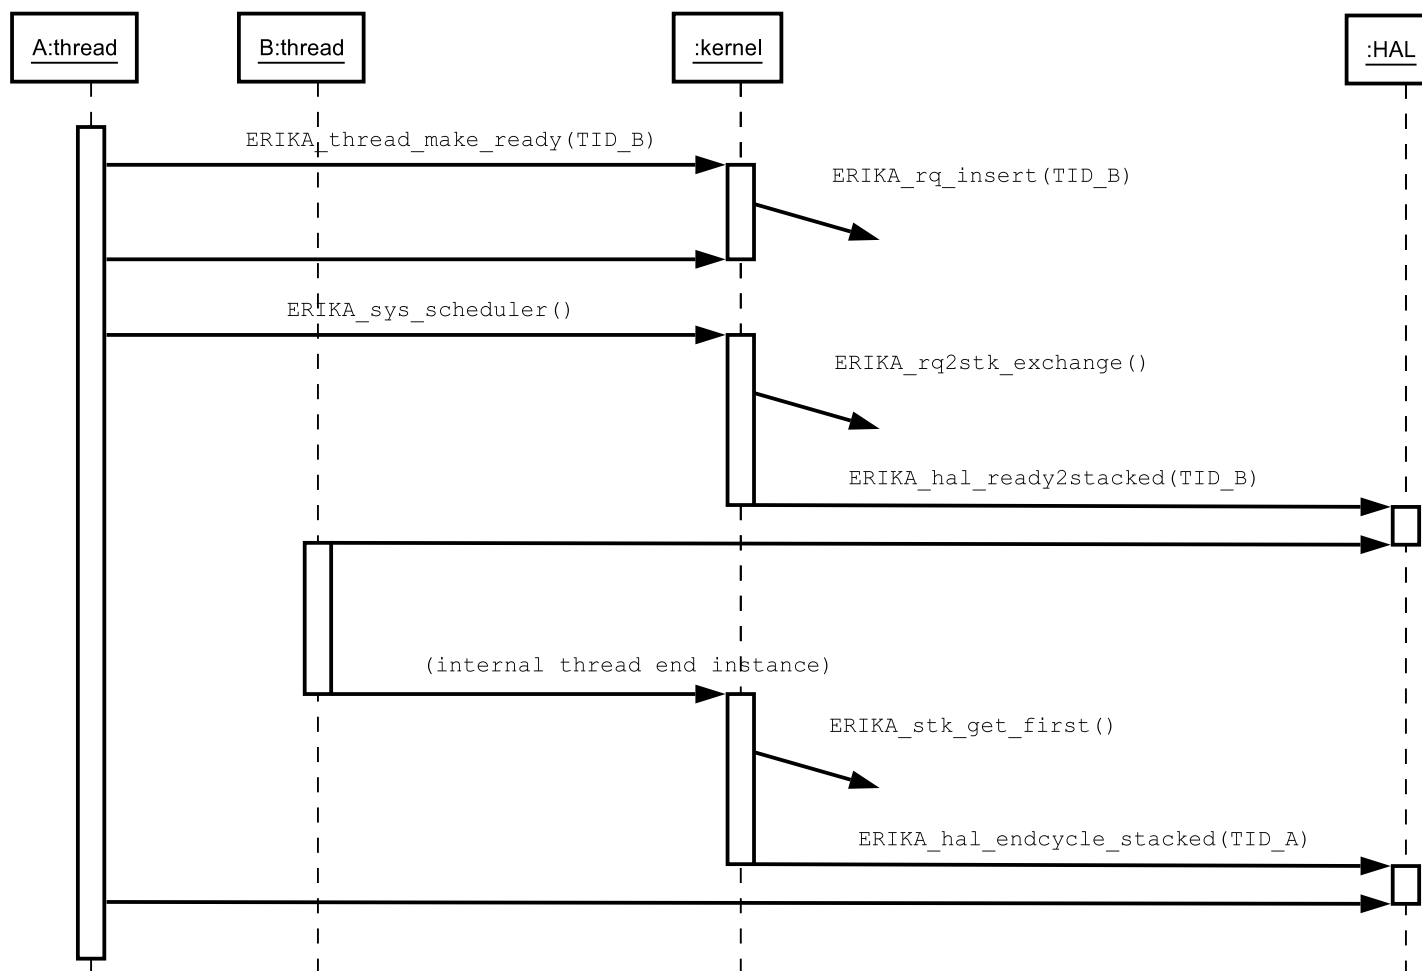 A:thread
B:thread
:kernel
:HAL
ERIKA_thread_make_ready(TID_B)
ERIKA_rq_insert(TID_B)
ERIKA_sys_scheduler()
ERIKA_rq2stk_exchange()
ERIKA_hal_ready2stacked(TID_B)
(internal thread end instance)
ERIKA_stk_get_first()
ERIKA_hal_endcycle_stacked(TID_A)